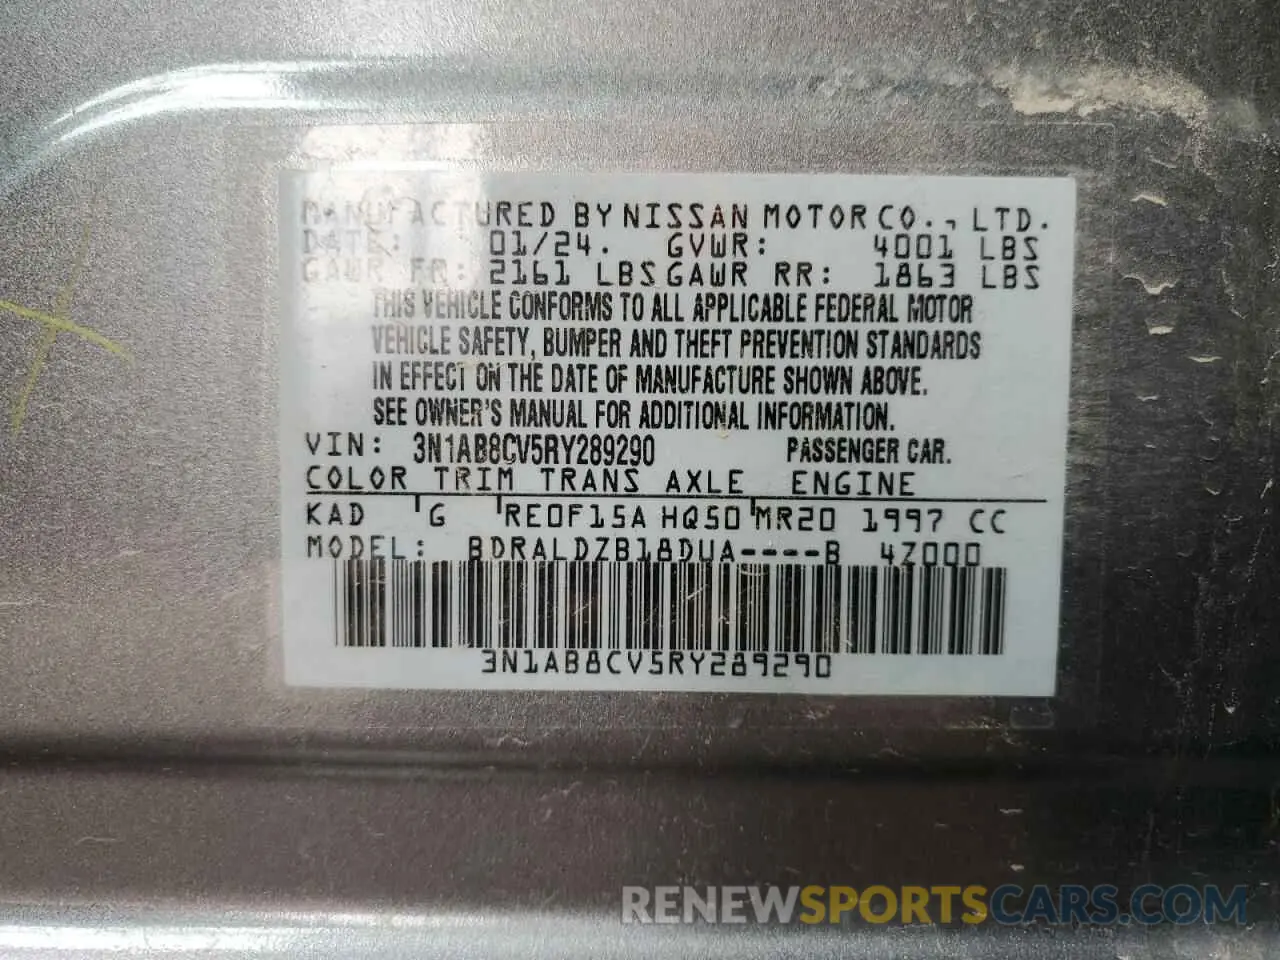 MANUFACTURED BY NISSAN MOTOR CO., LTD.
DATE: 01/24. GVWR: 4001 LBS
GAWR FR: 2161 LBS GAWR RR: 1863 LBS
THIS VEHICLE CONFORMS TO ALL APPLICABLE FEDERAL MOTOR
VEHICLE SAFETY, BUMPER AND THEFT PREVENTION STANDARDS
IN EFFECT ON THE DATE OF MANUFACTURE SHOWN ABOVE.
SEE OWNER'S MANUAL FOR ADDITIONAL INFORMATION.
VIN: 3N1AB8CV5RY289290 PASSENGER CAR.
COLOR TRIM TRANS AXLE ENGINE
KAD G RE0F15A HQ50 MR20 1997 CC
MODEL: BDRALDZB18DUA----B 4Z000
3N1AB8CV5RY289290
RENEWSPORTSCARS.COM